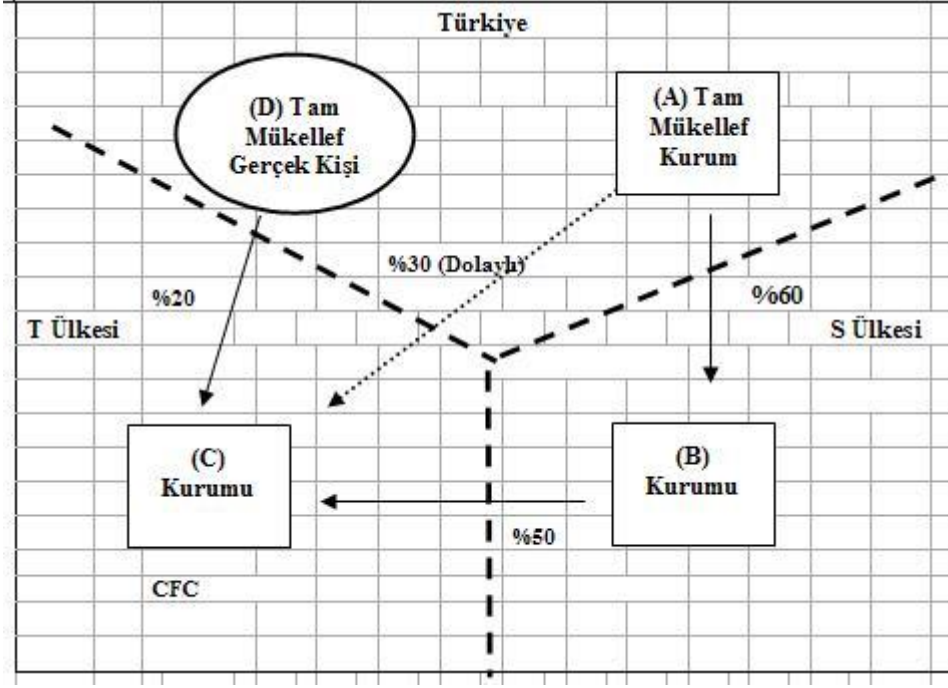 Türkiye
(D) Tam
Mükellef
Gerçek Kişi
(A) Tam
Mükellef
Kurum
%30 (Dolaylı)
%20
%60
T Ülkesi
S Ülkesi
(C)
Kurumu
(B)
Kurumu
%50
CFC